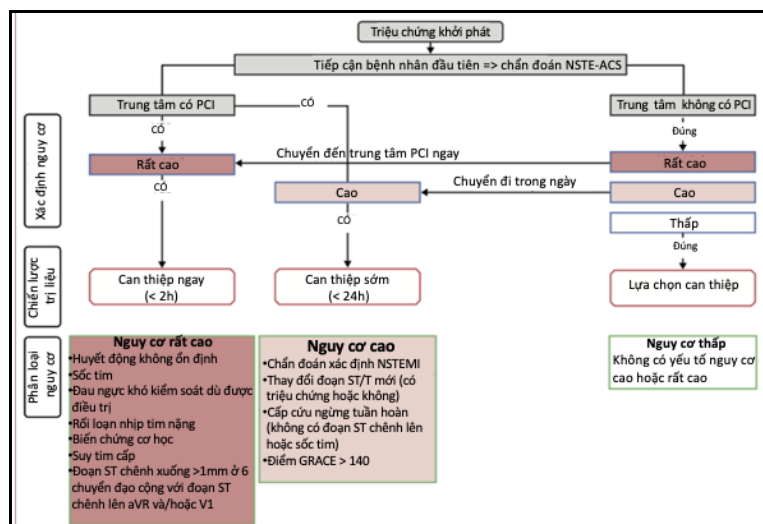 Triệu chứng khởi phát
Tiếp cận bệnh nhân đầu tiên => chẩn đoán NSTE-ACS
Trung tâm có PCI
CÓ
Trung tâm không có PCI
CÓ
Đúng
Xác định nguy cơ
Rất cao
Chuyển đến trung tâm PCI ngay
Rất cao
CÓ
Cao
Chuyển đi trong ngày
Cao
CÓ
Thấp
Đúng
Chiến lược
trị liệu
Can thiệp ngay
(< 2h)
Can thiệp sớm
(< 24h)
Lựa chọn can thiệp
Phân loại
nguy cơ
Nguy cơ rất cao
•Huyết động không ổn định
•Sốc tim
•Đau ngực khó kiểm soát dù được
điều trị
•Rối loạn nhịp tim nặng
•Biến chứng cơ học
•Suy tim cấp
•Đoạn ST chênh xuống >1mm ở 6
chuyển đạo cộng với đoạn ST
chênh lên aVR và/hoặc V1
Nguy cơ cao
•Chẩn đoán xác định NSTEMI
•Thay đổi đoạn ST/T mới (có
triệu chứng hoặc không)
•Cấp cứu ngừng tuần hoàn
(không có đoạn ST chênh lên
hoặc sốc tim)
•Điểm GRACE > 140
Nguy cơ thấp
Không có yếu tố nguy cơ
cao hoặc rất cao